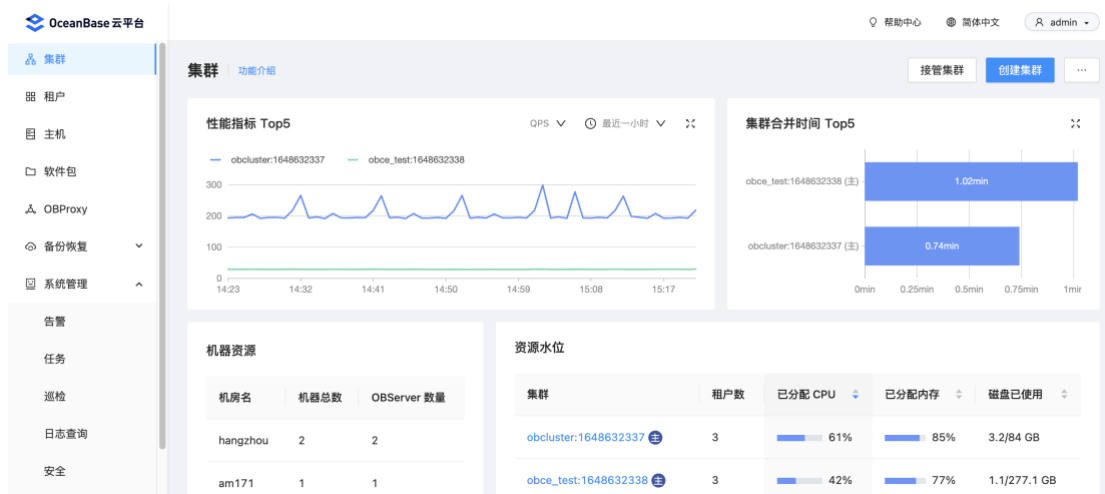 OceanBase 云平台
帮助中心 简体中文 admin
集群
租户
主机
软件包
OBProxy
备份恢复
系统管理
告警
任务
巡检
日志查询
安全
集群 功能介绍
接管集群 创建集群 ...
性能指标 Top5
QPS 最近一小时
obcluster:1648632337 obce_test:1648632338
300
200
100
0
14:23 14:32 14:41 14:50 14:59 15:08 15:17
集群合并时间 Top5
obce_test:1648632338 (主) 1.02min
obcluster:1648632337 (主) 0.74min
0min 0.25min 0.5min 0.75min 1min
机器资源
机房名 机器总数 OBServer 数量
hangzhou 2 2
am171 1 1
资源水位
集群 租户数 已分配 CPU 已分配内存 磁盘已使用
obcluster:1648632337 主 3 61% 85% 3.2/84 GB
obce_test:1648632338 主 3 42% 77% 1.1/277.1 GB